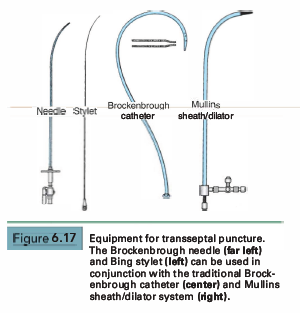 Needle Stylet Brockenbrough catheter Mullins sheath/dilator
Figure 6.17
Equipment for transseptal puncture.
The Brockenbrough needle (far left)
and Bing stylet (left) can be used in
conjunction with the traditional Brock-
enbrough catheter (center) and Mullins
sheath/dilator system (right).